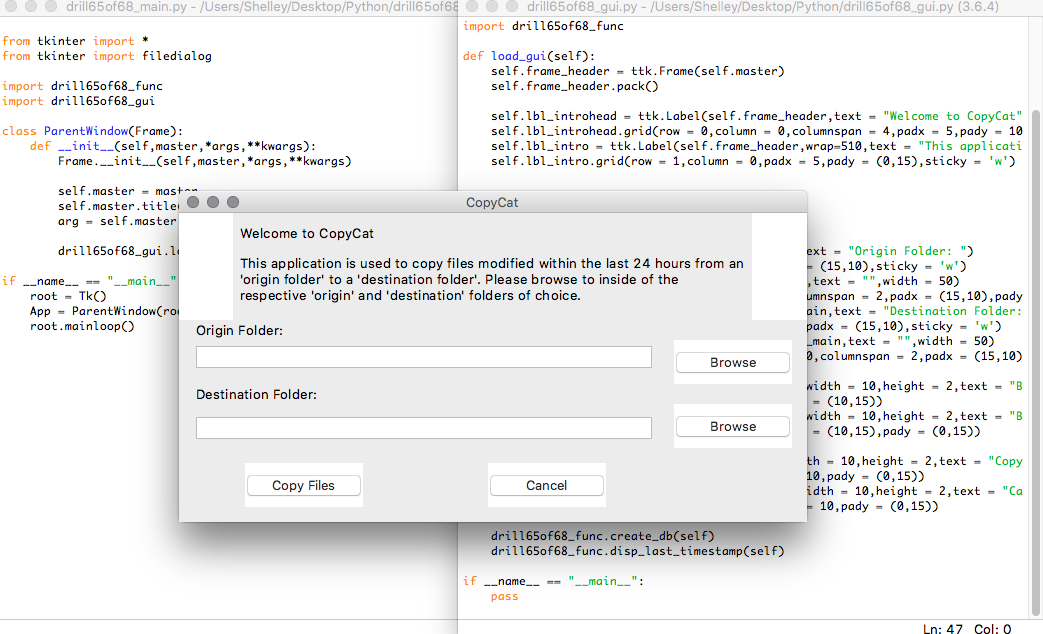 drill65of68_main.py - /Users/Shelley/Desktop/Python/drill65of68
from tkinter import *
from tkinter import filedialog
import drill65of68_func
import drill65of68_gui
class ParentWindow(Frame):
def __init__(self,master,*args,**kwargs):
Frame.__init__(self,master,*args,**kwargs)
self.master = master
self.master.title
arg = self.master
drill65of68_gui.l
if __name__ == "__main__"
root = Tk()
App = ParentWindow(
root.mainloop()
drill65of68_gui.py - /Users/Shelley/Desktop/Python/drill65of68_gui.py (3.6.4)
import drill65of68_func
def load_gui(self):
self.frame_header = ttk.Frame(self.master)
self.frame_header.pack()
self.lbl_introhead = ttk.Label(self.frame_header,text = "Welcome to CopyCat"
self.lbl_introhead.grid(row = 0,column = 0,columnspan = 4,padx = 5,pady = 10
self.lbl_intro = ttk.Label(self.frame_header,wrap=510,text = "This applicati
self.lbl_intro.grid(row = 1,column = 0,padx = 5,pady = (0,15),sticky = 'w')
ext = "Origin Folder: ")
= (15,10),sticky = 'w')
,text = "",width = 50)
umnspan = 2,padx = (15,10),pady
ain,text = "Destination Folder:
padx = (15,10),sticky = 'w')
_main,text = "",width = 50)
0,columnspan = 2,padx = (15,10)
width = 10,height = 2,text = "B
= (10,15))
width = 10,height = 2,text = "B
= (10,15),pady = (0,15))
th = 10,height = 2,text = "Copy
10,pady = (0,15))
idth = 10,height = 2,text = "Ca
= 10,pady = (0,15))
drill65of68_func.create_db(self)
drill65of68_func.disp_last_timestamp(self)
if __name__ == "__main__":
pass
Ln: 47 Col: 0
CopyCat
Welcome to CopyCat
This application is used to copy files modified within the last 24 hours from an
'origin folder' to a 'destination folder'. Please browse to inside of the
respective 'origin' and 'destination' folders of choice.
Origin Folder:
Browse
Destination Folder:
Browse
Copy Files
Cancel